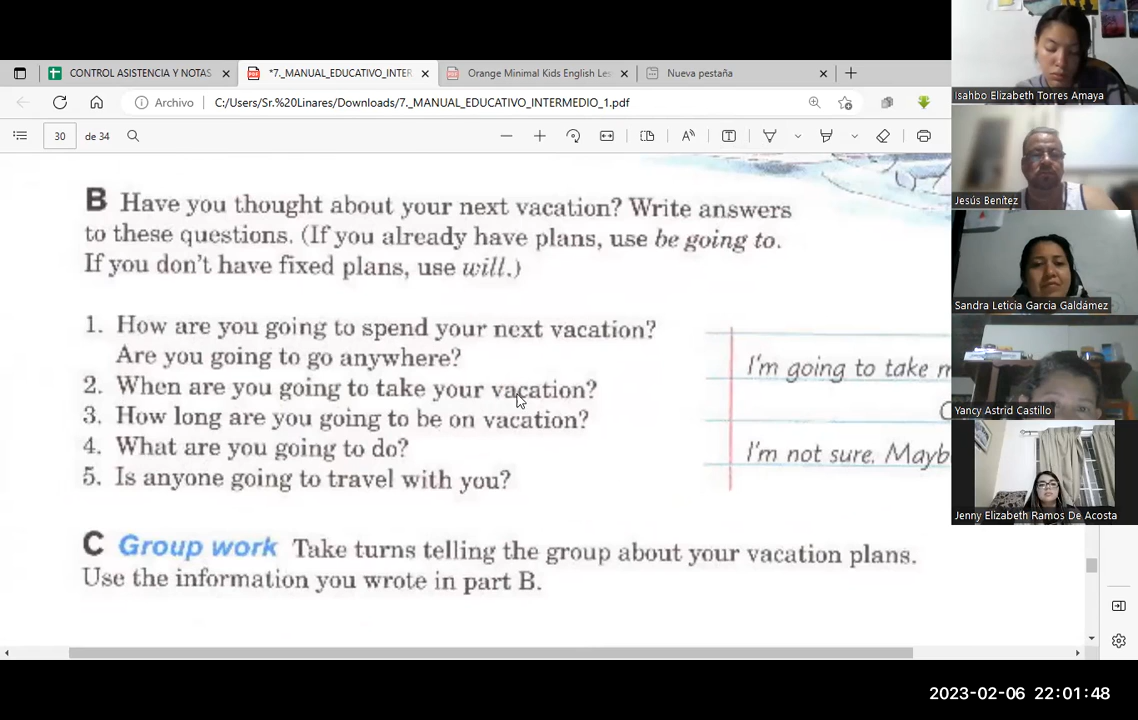 CONTROL ASISTENCIA Y NOTAS
*7._MANUAL_EDUCATIVO_INTER
Orange Minimal Kids English Les
Nueva pestaña
Archivo
C:/Users/Sr.%20Linares/Downloads/7._MANUAL_EDUCATIVO_INTERMEDIO_1.pdf
30
de 34
B Have you thought about your next vacation? Write answers
to these questions. (If you already have plans, use be going to.
If you don't have fixed plans, use will.)
1. How are you going to spend your next vacation?
Are you going to go anywhere?
2. When are you going to take your vacation?
3. How long are you going to be on vacation?
4. What are you going to do?
5. Is anyone going to travel with you?
I'm going to take m
I'm not sure. Mayb
C Group work Take turns telling the group about your vacation plans.
Use the information you wrote in part B.
Isahbo Elizabeth Torres Amaya
Jesús Benítez
Sandra Leticia García Galdámez
Yancy Astrid Castillo
Jenny Elizabeth Ramos De Acosta
2023-02-06 22:01:48